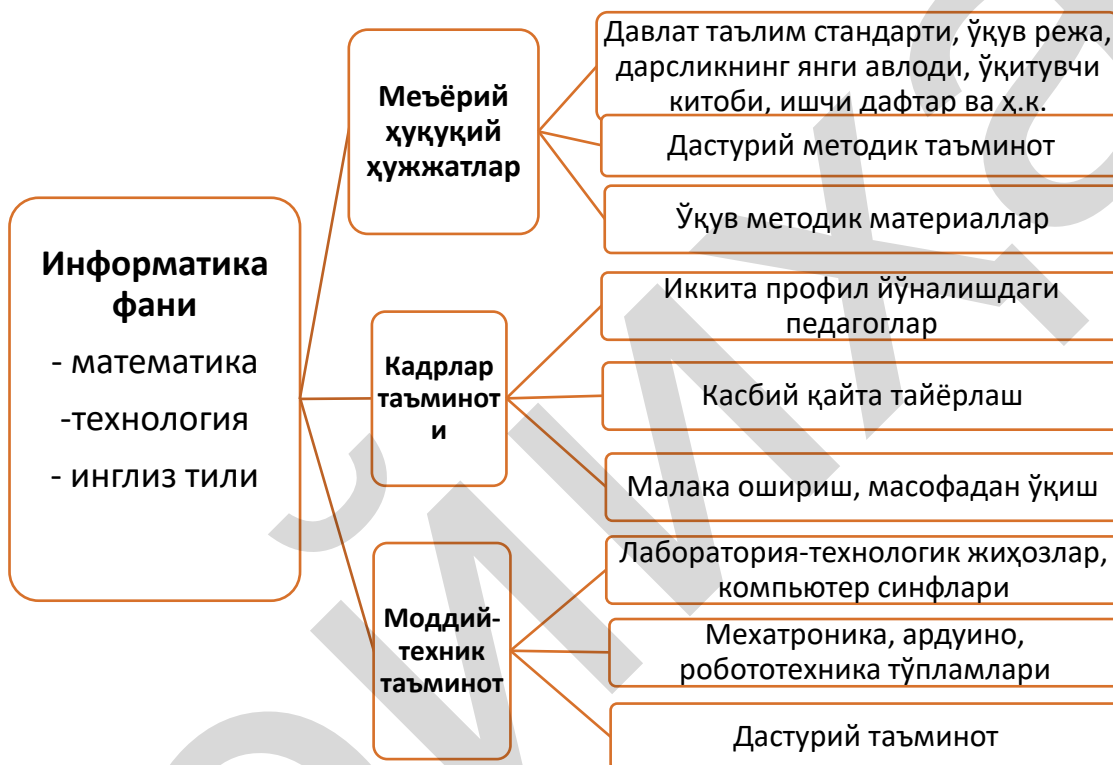 Информатика
фани
- математика
-технология
- инглиз тили
Меъёрий
ҳуқуқий
ҳужжатлар
Давлат таълим стандарти, ўқув режа,
дарсликнинг янги авлоди, ўқитувчи
китоби, ишчи дафтар ва ҳ.к.
Дастурий методик таъминот
Ўқув методик материаллар
Кадрлар
таъминот
и
Иккита профил йўналишдаги
педагоглар
Касбий қайта тайёрлаш
Малака ошириш, масофадан ўқиш
Моддий-
техник
таъминот
Лаборатория-технологик жиҳозлар,
компьютер синфлари
Мехатроника, ардуино,
робототехника тўпламлари
Дастурий таъминот